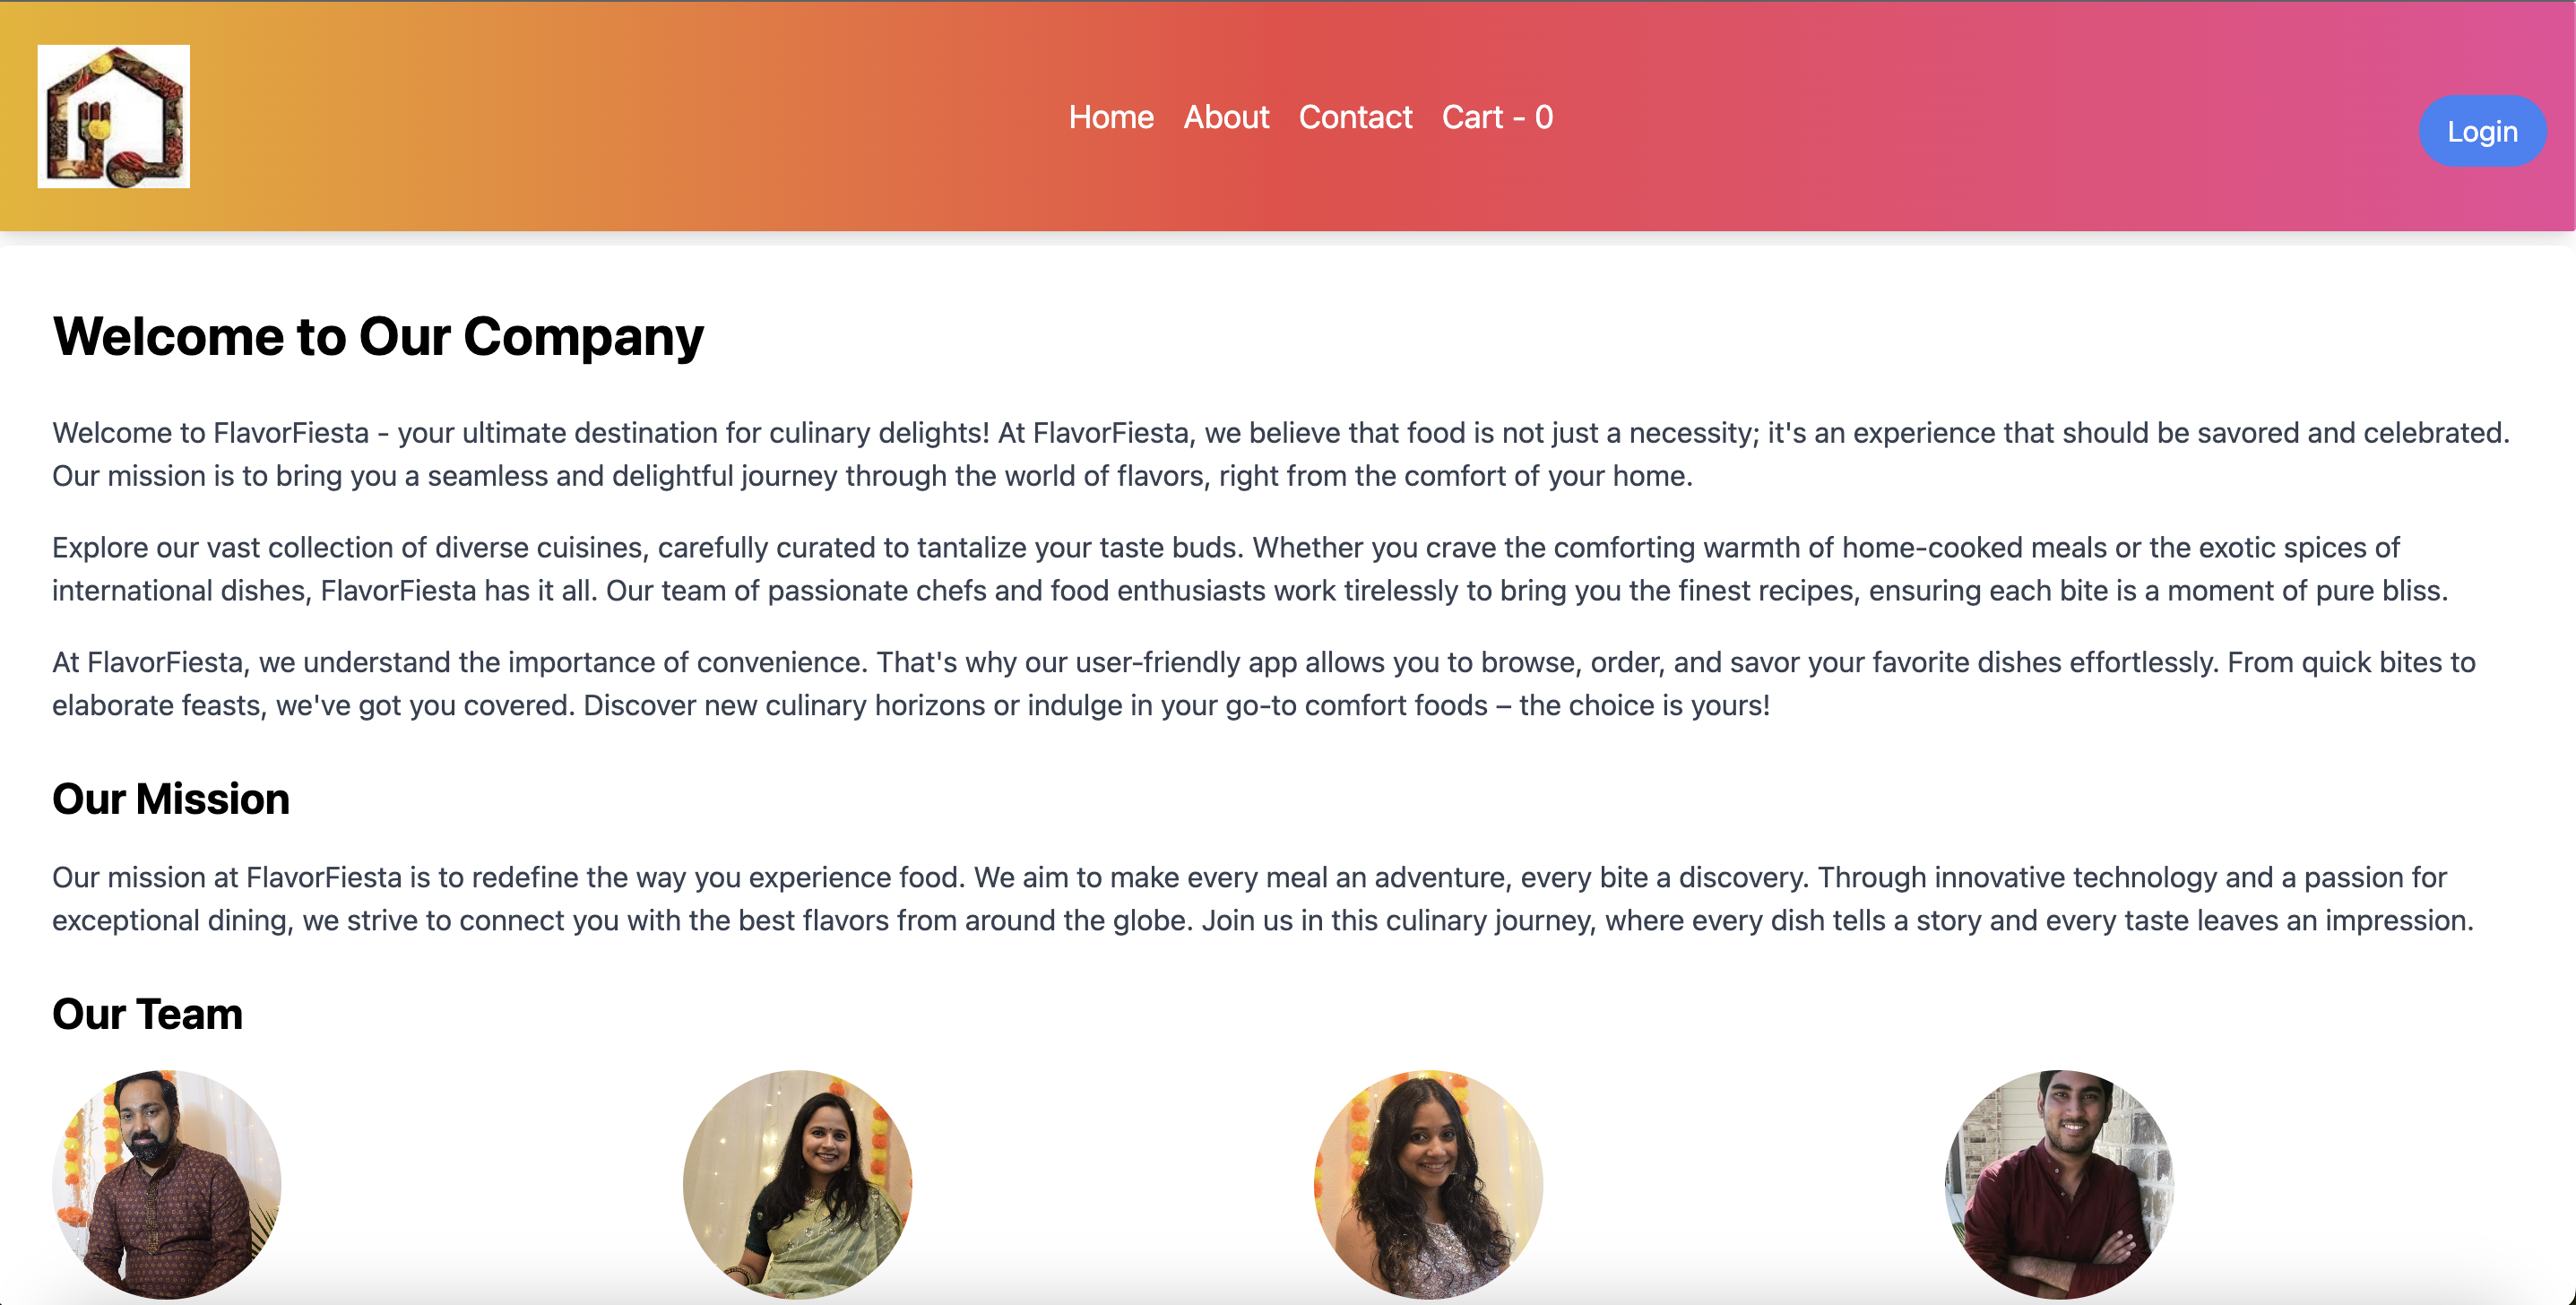 Home About Contact Cart - 0
Login
Welcome to Our Company
Welcome to FlavorFiesta - your ultimate destination for culinary delights! At FlavorFiesta, we believe that food is not just a necessity; it's an experience that should be savored and celebrated.
Our mission is to bring you a seamless and delightful journey through the world of flavors, right from the comfort of your home.
Explore our vast collection of diverse cuisines, carefully curated to tantalize your taste buds. Whether you crave the comforting warmth of home-cooked meals or the exotic spices of
international dishes, FlavorFiesta has it all. Our team of passionate chefs and food enthusiasts work tirelessly to bring you the finest recipes, ensuring each bite is a moment of pure bliss.
At FlavorFiesta, we understand the importance of convenience. That's why our user-friendly app allows you to browse, order, and savor your favorite dishes effortlessly. From quick bites to
elaborate feasts, we've got you covered. Discover new culinary horizons or indulge in your go-to comfort foods – the choice is yours!
Our Mission
Our mission at FlavorFiesta is to redefine the way you experience food. We aim to make every meal an adventure, every bite a discovery. Through innovative technology and a passion for
exceptional dining, we strive to connect you with the best flavors from around the globe. Join us in this culinary journey, where every dish tells a story and every taste leaves an impression.
Our Team